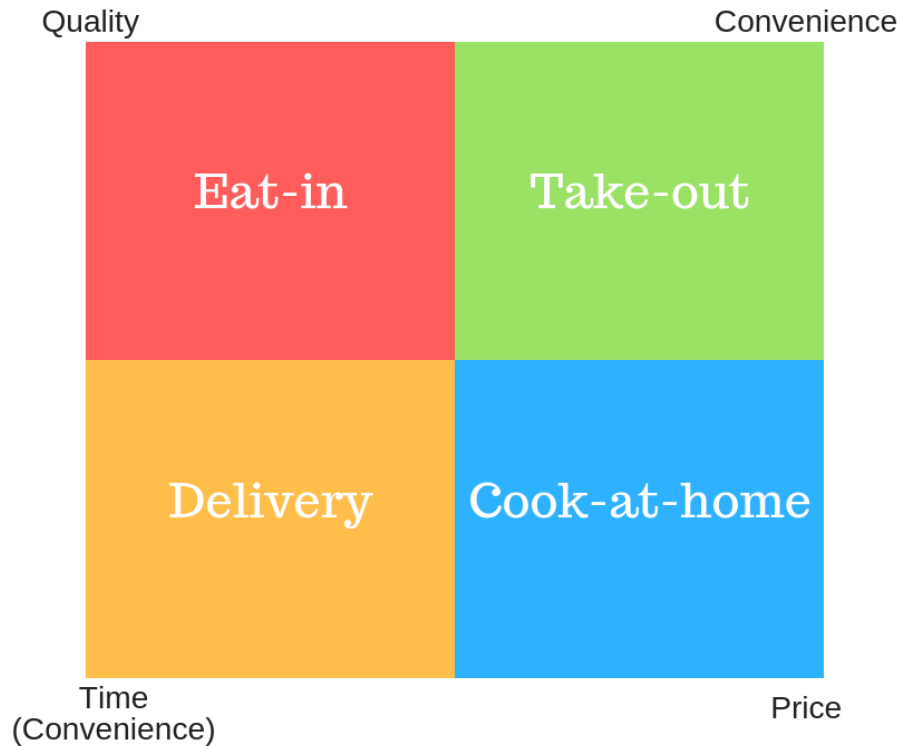 Quality
Convenience
Eat-in
Take-out
Delivery
Cook-at-home
Time
(Convenience)
Price